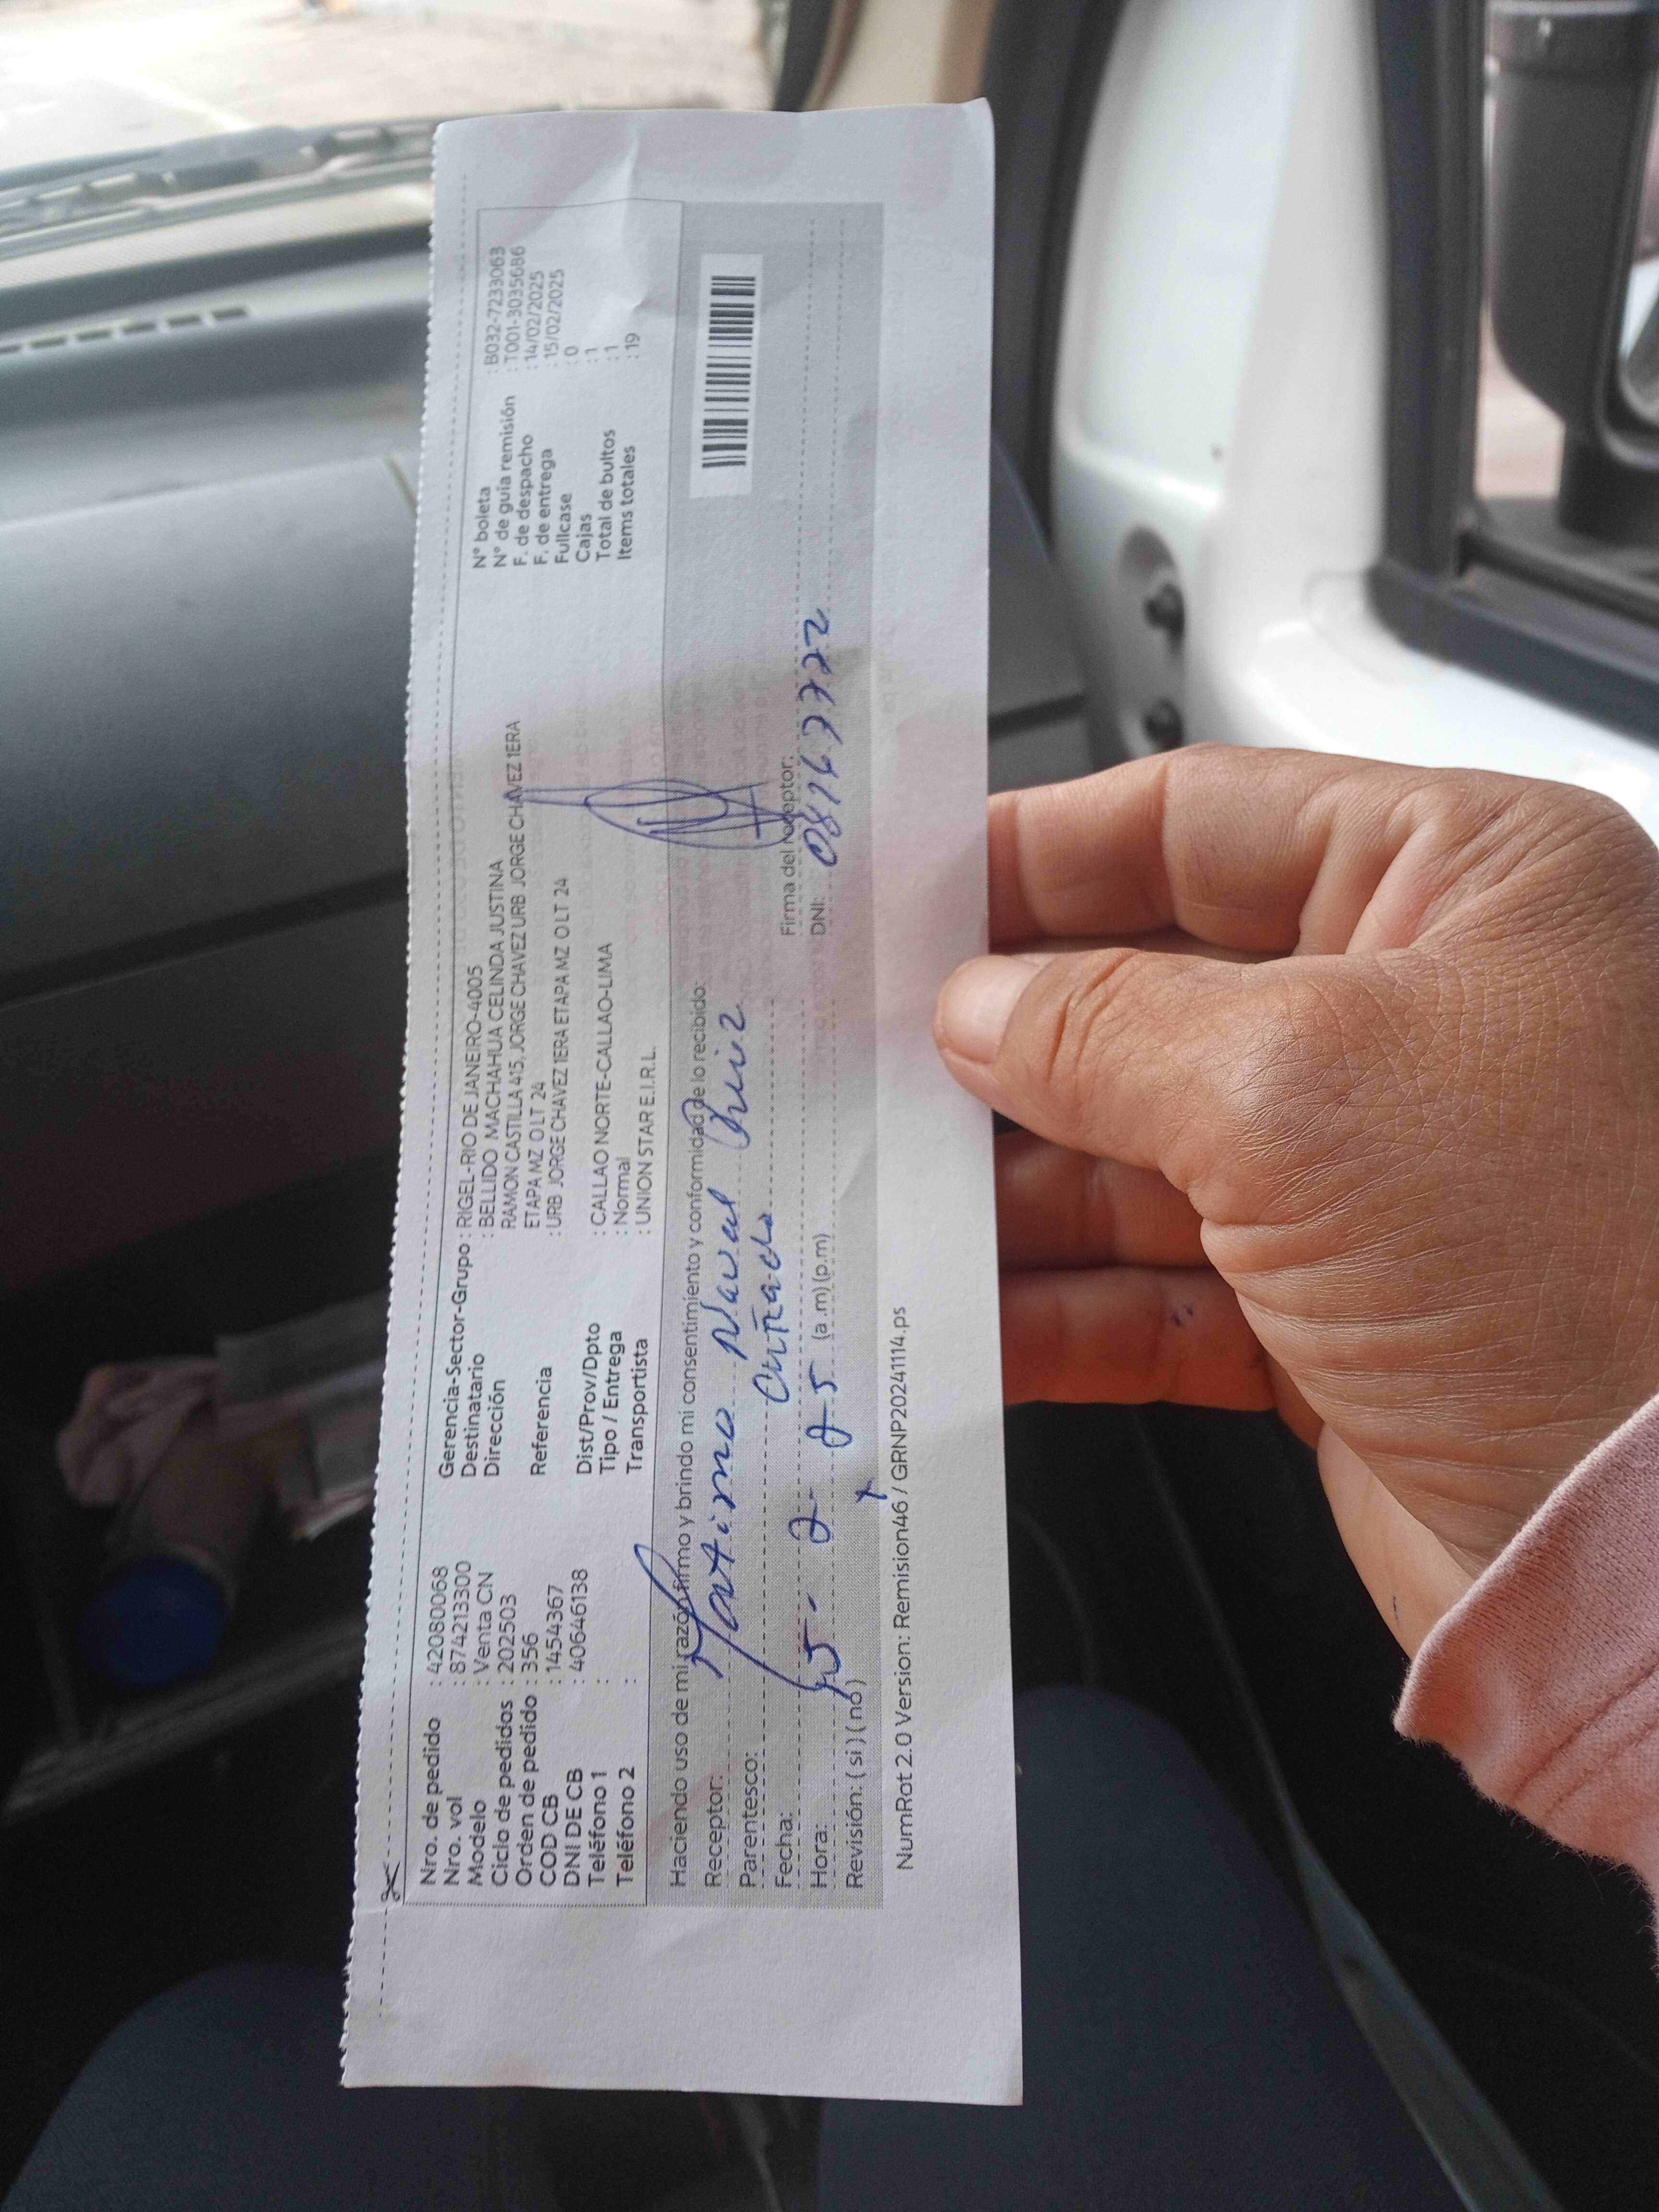 Nro. de pedido : 42080068
Nro. vol : 874213300
Modelo : Venta CN
Ciclo de pedidos : 202503
Orden de pedido : 356
COD CB : 1454367
DNI DE CB : 40646138
Teléfono 1 :
Teléfono 2 :
Gerencia-Sector-Grupo : RIGEL-RIO DE JANEIRO-4005
Destinatario : BELLIDO MACHAHUA CELINDA JUSTINA
Dirección RAMON CASTILLA 415, JORGE CHAVEZ URB JORGE CHAVEZ 1ERA
ETAPA MZ O LT 24
Referencia : URB JORGE CHAVEZ 1ERA ETAPA MZ O LT 24
Dist/Prov/Dpto : CALLAO NORTE-CALLAO-LIMA
Tipo / Entrega : Normal
Transportista : UNION STAR E.I.R.L.
N° boleta : B032-7233063
N° de guía remisión : T001-3035686
F. de despacho : 14/02/2025
F. de entrega : 15/02/2025
Fullcase : 0
Cajas : 1
Total de bultos : 1
Items totales : 19
Haciendo uso de mi razón firmo y brindo mi consentimiento y conformidad de lo recibido:
Receptor:
Parentesco: Cuñado
Fecha: 15- 2- 25
Hora: (a .m) (p.m)
Revisión: ( si ) ( no )
Firma del receptor:
DNI:
NumRot 2.0 Version: Remision46 / GRNP20241114.ps